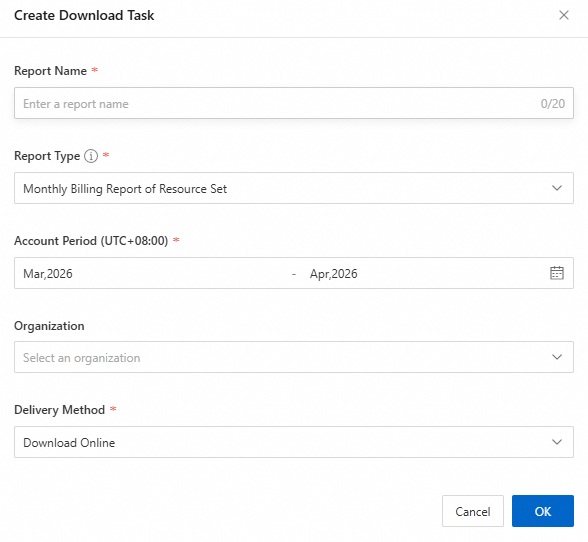 Create Download Task
Report Name *
Enter a report name 0/20
Report Type *
Monthly Billing Report of Resource Set
Account Period (UTC+08:00) *
Mar,2026 - Apr,2026
Organization
Select an organization
Delivery Method *
Download Online
Cancel OK